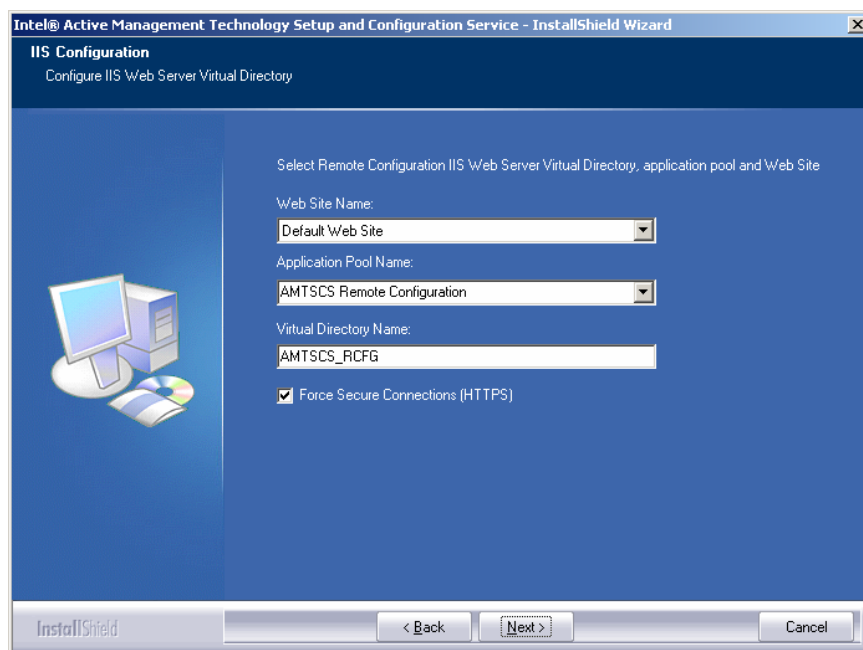 Intel® Active Management Technology Setup and Configuration Service - InstallShield Wizard
IIS Configuration
Configure IIS Web Server Virtual Directory
Select Remote Configuration IIS Web Server Virtual Directory, application pool and Web Site
Web Site Name:
Default Web Site
Application Pool Name:
AMTSCS Remote Configuration
Virtual Directory Name:
AMTSCS_RCFG
Force Secure Connections (HTTPS)
InstallShield
< Back
Next >
Cancel